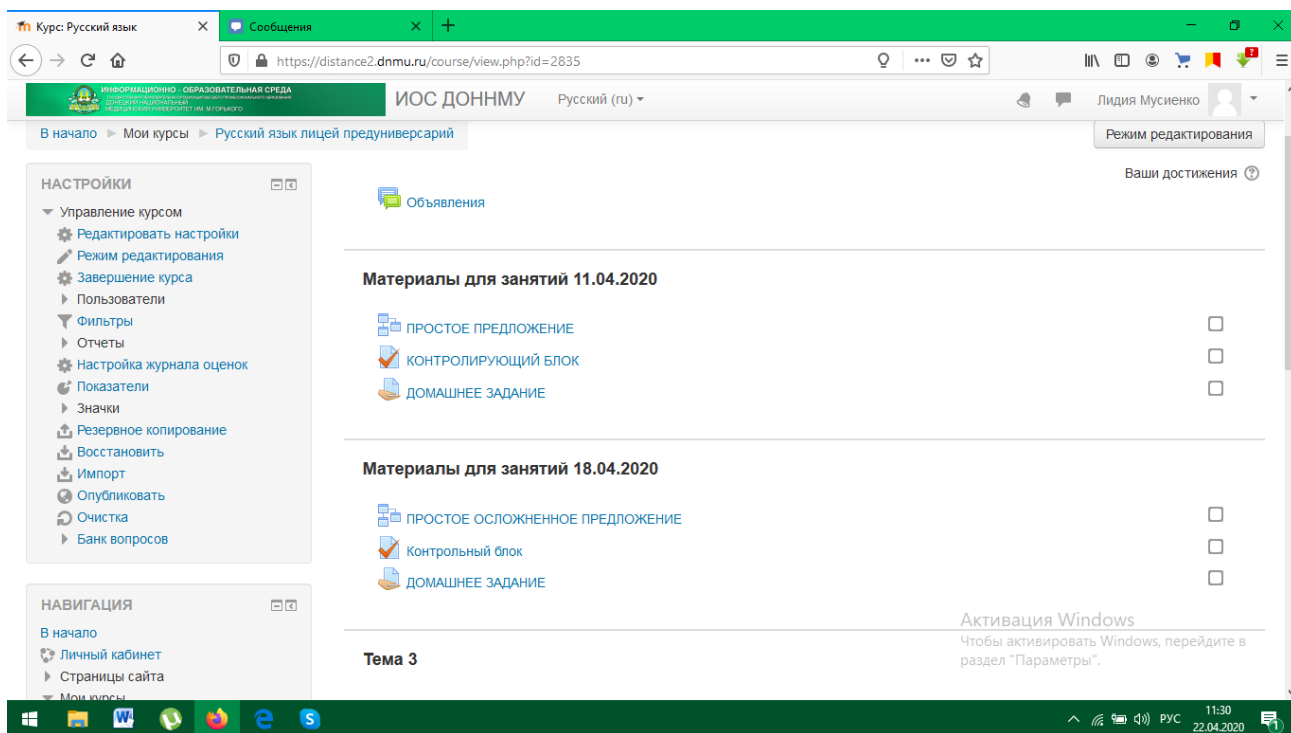 Курс: Русский язык
Сообщения
https://distance2.dnmu.ru/course/view.php?id=2835
ИНФОРМАЦИОННО - ОБРАЗОВАТЕЛЬНАЯ СРЕДА
ИОС ДОННМУ
Русский (ru)
Лидия Мусиенко
В начало Мои курсы Русский язык лицей предуниверсарий
Режим редактирования
Ваши достижения
НАСТРОЙКИ
Управление курсом
Редактировать настройки
Режим редактирования
Завершение курса
Пользователи
Фильтры
Отчеты
Настройка журнала оценок
Показатели
Значки
Резервное копирование
Восстановить
Импорт
Опубликовать
Очистка
Банк вопросов
НАВИГАЦИЯ
В начало
Личный кабинет
Страницы сайта
Мои курсы
Объявления
Материалы для занятий 11.04.2020
ПРОСТОЕ ПРЕДЛОЖЕНИЕ
КОНТРОЛИРУЮЩИЙ БЛОК
ДОМАШНЕЕ ЗАДАНИЕ
Материалы для занятий 18.04.2020
ПРОСТОЕ ОСЛОЖНЕННОЕ ПРЕДЛОЖЕНИЕ
Контрольный блок
ДОМАШНЕЕ ЗАДАНИЕ
Тема 3
Активация Windows
Чтобы активировать Windows, перейдите в
раздел "Параметры".
РУС
11:30
22.04.2020